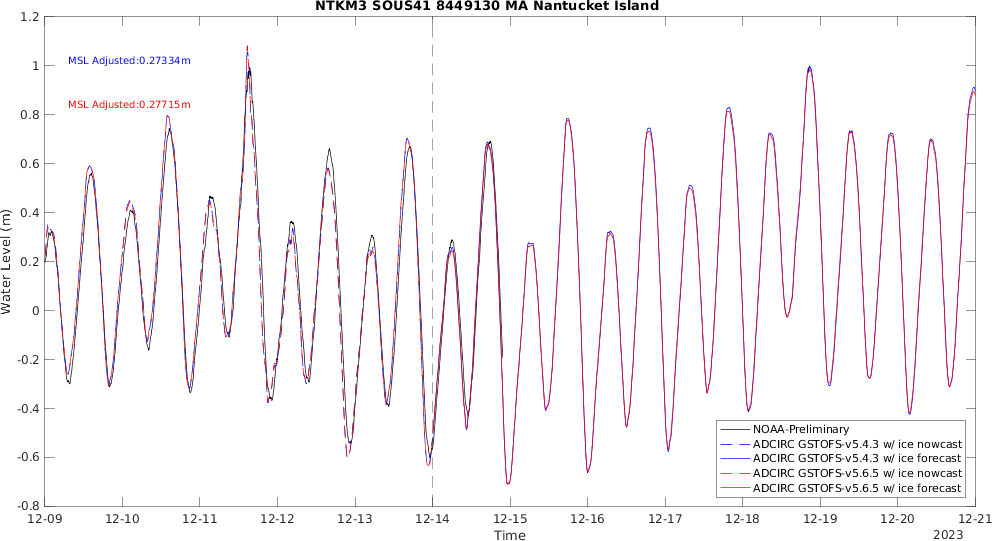 NTKM3 SOUS41 8449130 MA Nantucket Island
1.2
1
0.8
0.6
0.4
0.2
0
-0.2
-0.4
-0.6
-0.8
Water Level (m)
MSL Adjusted:0.27334m
MSL Adjusted:0.27715m
NOAA-Preliminary
ADCIRC GSTOFS-v5.4.3 w/ ice nowcast
ADCIRC GSTOFS-v5.4.3 w/ ice forecast
ADCIRC GSTOFS-v5.6.5 w/ ice nowcast
ADCIRC GSTOFS-v5.6.5 w/ ice forecast
12-09 12-10 12-11 12-12 12-13 12-14 12-15 12-16 12-17 12-18 12-19 12-20 12-21
Time
2023